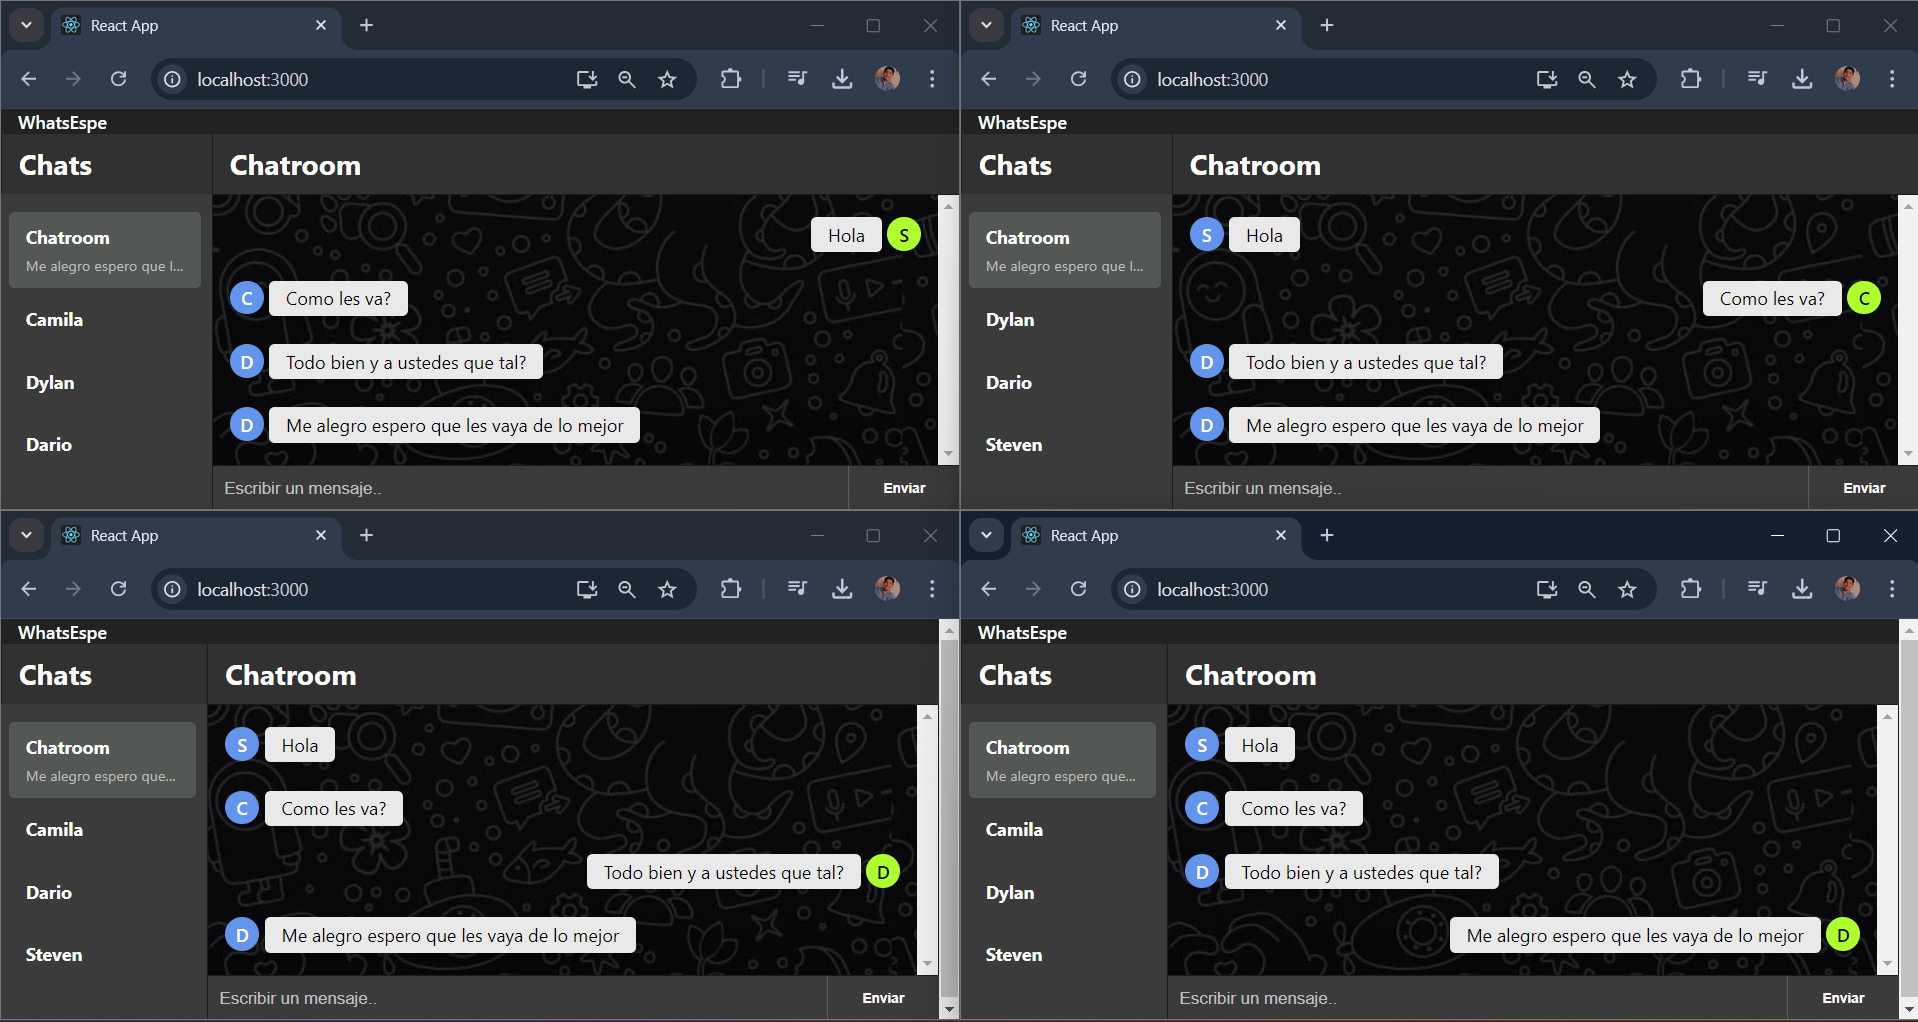 React App
localhost:3000
WhatsEspe
Chats
Chatroom
Chatroom
Me alegro espero que l...
Camila
Dylan
Dario
Hola
S
C
Como les va?
D
Todo bien y a ustedes que tal?
D
Me alegro espero que les vaya de lo mejor
Escribir un mensaje..
Enviar
React App
localhost:3000
WhatsEspe
Chats
Chatroom
Chatroom
Me alegro espero que l...
Dylan
Dario
Steven
S
Hola
Como les va?
C
D
Todo bien y a ustedes que tal?
D
Me alegro espero que les vaya de lo mejor
Escribir un mensaje..
Enviar
React App
localhost:3000
WhatsEspe
Chats
Chatroom
Chatroom
Me alegro espero que...
Camila
Dario
Steven
S
Hola
C
Como les va?
Todo bien y a ustedes que tal?
D
D
Me alegro espero que les vaya de lo mejor
Escribir un mensaje..
Enviar
React App
localhost:3000
WhatsEspe
Chats
Chatroom
Chatroom
Me alegro espero que...
Camila
Dylan
Steven
S
Hola
C
Como les va?
D
Todo bien y a ustedes que tal?
Me alegro espero que les vaya de lo mejor
D
Escribir un mensaje..
Enviar